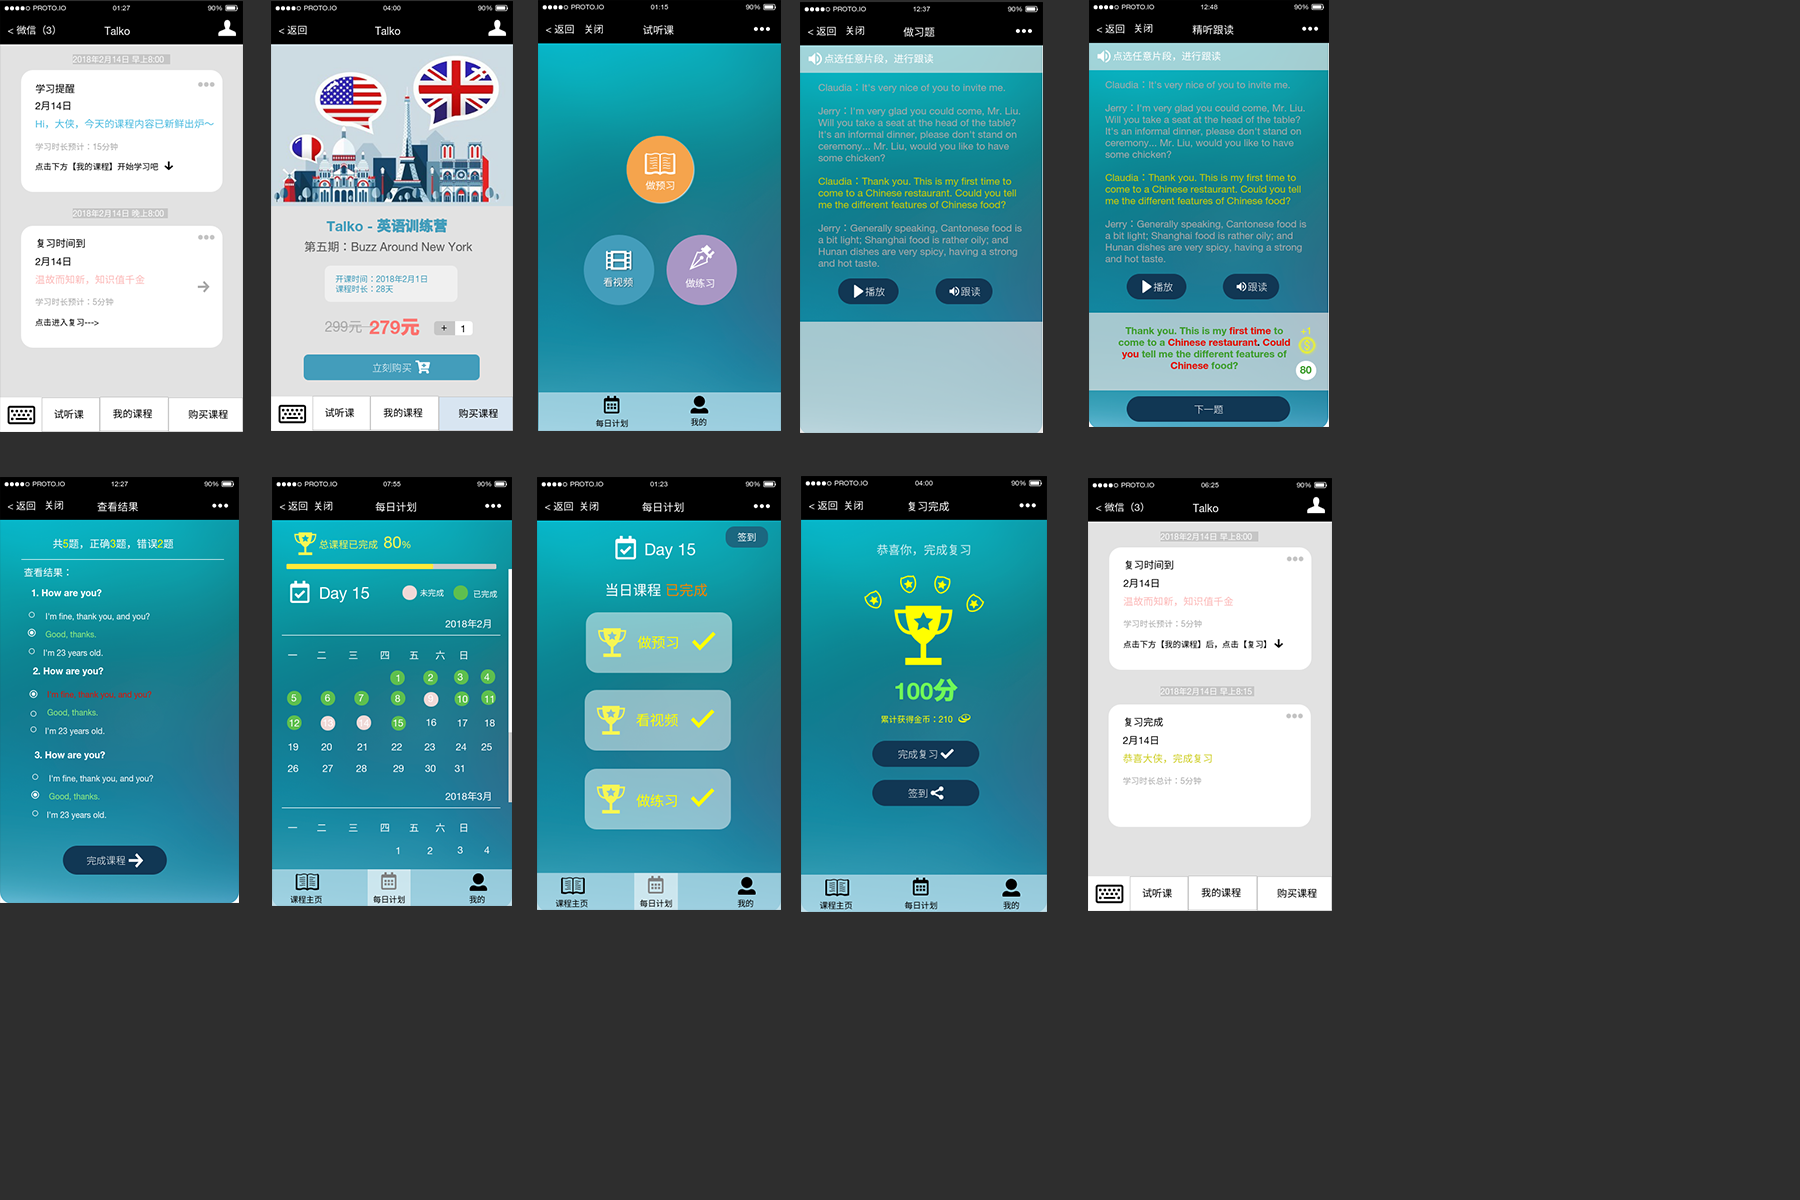 PROTO.IO 01:27 90%
< 微信（3） Talko
2018年2月14日 早上8:00
学习提醒
2月14日
Hi，大侠，今天的课程内容已新鲜出炉～
学习时长预计：15分钟
点击下方【我的课程】开始学习吧
2018年2月14日 晚上8:00
复习时间到
2月14日
温故而知新，知识值千金
学习时长预计：5分钟
点击进入复习--->
试听课 我的课程 购买课程
PROTO.IO 04:00 90%
< 返回 Talko
Talko - 英语训练营
第五期：Buzz Around New York
开课时间：2018年2月1日
课程时长：28天
299元 279元 + 1
立刻购买
试听课 我的课程 购买课程
PROTO.IO 01:15 90%
< 返回 关闭 试听课
做预习
看视频 做练习
每日计划 我的
PROTO.IO 12:37 90%
< 返回 关闭 做习题
点选任意片段，进行跟读
Claudia：It's very nice of you to invite me.
Jerry：I'm very glad you could come, Mr. Liu.
Will you take a seat at the head of the table?
It's an informal dinner, please don't stand on
ceremony... Mr. Liu, would you like to have
some chicken?
Claudia：Thank you. This is my first time to
come to a Chinese restaurant. Could you tell
me the different features of Chinese food?
Jerry：Generally speaking, Cantonese food is
a bit light; Shanghai food is rather oily; and
Hunan dishes are very spicy, having a strong
and hot taste.
播放 跟读
PROTO.IO 12:48 90%
< 返回 关闭 精听跟读
点选任意片段，进行跟读
Claudia：It's very nice of you to invite me.
Jerry：I'm very glad you could come, Mr. Liu.
Will you take a seat at the head of the table?
It's an informal dinner, please don't stand on
ceremony... Mr. Liu, would you like to have
some chicken?
Claudia：Thank you. This is my first time to
come to a Chinese restaurant. Could you tell
me the different features of Chinese food?
Jerry：Generally speaking, Cantonese food is
a bit light; Shanghai food is rather oily; and
Hunan dishes are very spicy, having a strong
and hot taste.
播放 跟读
Thank you. This is my first time to
come to a Chinese restaurant. Could
you tell me the different features of
Chinese food?
+1
80
下一题
PROTO.IO 12:27 90%
< 返回 关闭 查看结果
共5题，正确3题，错误2题
查看结果：
1. How are you?
I'm fine, thank you, and you?
Good, thanks.
I'm 23 years old.
2. How are you?
I'm fine, thank you, and you?
Good, thanks.
I'm 23 years old.
3. How are you?
I'm fine, thank you, and you?
Good, thanks.
I'm 23 years old.
完成课程
PROTO.IO 07:55 90%
< 返回 关闭 每日计划
总课程已完成 80%
Day 15 未完成 已完成
2018年2月
一 二 三 四 五 六 日
1 2 3 4
5 6 7 8 9 10 11
12 13 14 15 16 17 18
19 20 21 22 23 24 25
26 27 28 29 30 31
2018年3月
一 二 三 四 五 六 日
1 2 3 4
课程主页 每日计划 我的
PROTO.IO 01:23 90%
< 返回 关闭 每日计划
签到
Day 15
当日课程 已完成
做预习
看视频
做练习
课程主页 每日计划 我的
PROTO.IO 04:00 90%
< 返回 关闭 复习完成
恭喜你，完成复习
100分
累计获得金币：210
完成复习
签到
课程主页 每日计划 我的
PROTO.IO 06:25 90%
< 微信（3） Talko
2018年2月14日 早上8:00
复习时间到
2月14日
温故而知新，知识值千金
学习时长预计：5分钟
点击下方【我的课程】后，点击【复习】
2018年2月14日 早上8:15
复习完成
2月14日
恭喜大侠，完成复习
学习时长总计：5分钟
试听课 我的课程 购买课程